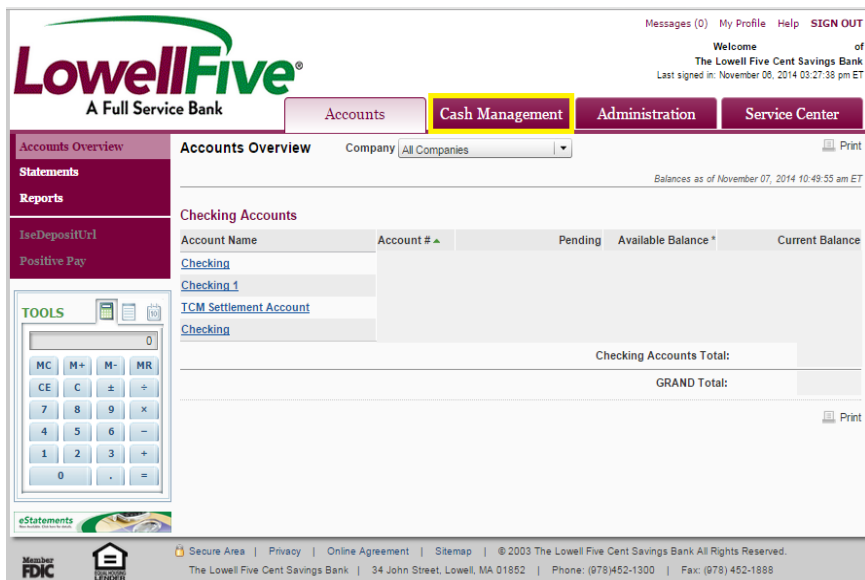 Messages (0) My Profile Help SIGN OUT
Welcome of
The Lowell Five Cent Savings Bank
Last signed in: November 06, 2014 03:27:38 pm ET
LowellFive®
A Full Service Bank
Accounts Cash Management Administration Service Center
Accounts Overview
Statements
Reports
IseDepositUrl
Positive Pay
Accounts Overview Company All Companies Print
Balances as of November 07, 2014 10:49:55 am ET
Checking Accounts
Account Name Account # Pending Available Balance * Current Balance
Checking
Checking 1
TCM Settlement Account
Checking
Checking Accounts Total:
GRAND Total:
Print
TOOLS 10
0
MC M+ M- MR
CE C ± ÷
7 8 9 ×
4 5 6 −
1 2 3 +
0 . =
eStatements
Member
FDIC
EQUAL HOUSING
LENDER
Secure Area | Privacy | Online Agreement | Sitemap | © 2003 The Lowell Five Cent Savings Bank All Rights Reserved.
The Lowell Five Cent Savings Bank | 34 John Street, Lowell, MA 01852 | Phone: (978)452-1300 | Fax: (978) 452-1888